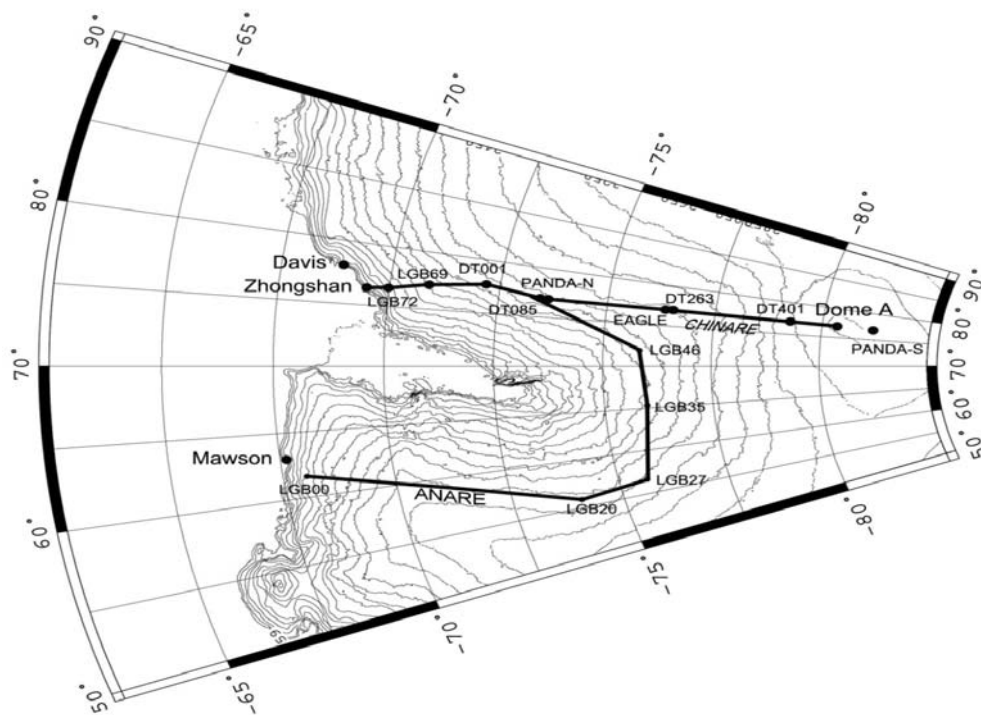 90°
-65°
-70°
-75°
-80°
90°
80°
70°
60°
50°
80°
70°
60°
50°
-65°
-70°
-75°
-80°
Davis
Zhongshan
LGB69
DT001
LGB72
PANDA-N
DT085
EAGLE
DT263
CHINARE
DT401
Dome A
PANDA-S
LGB46
LGB35
LGB27
LGB20
Mawson
LGB00
ANARE